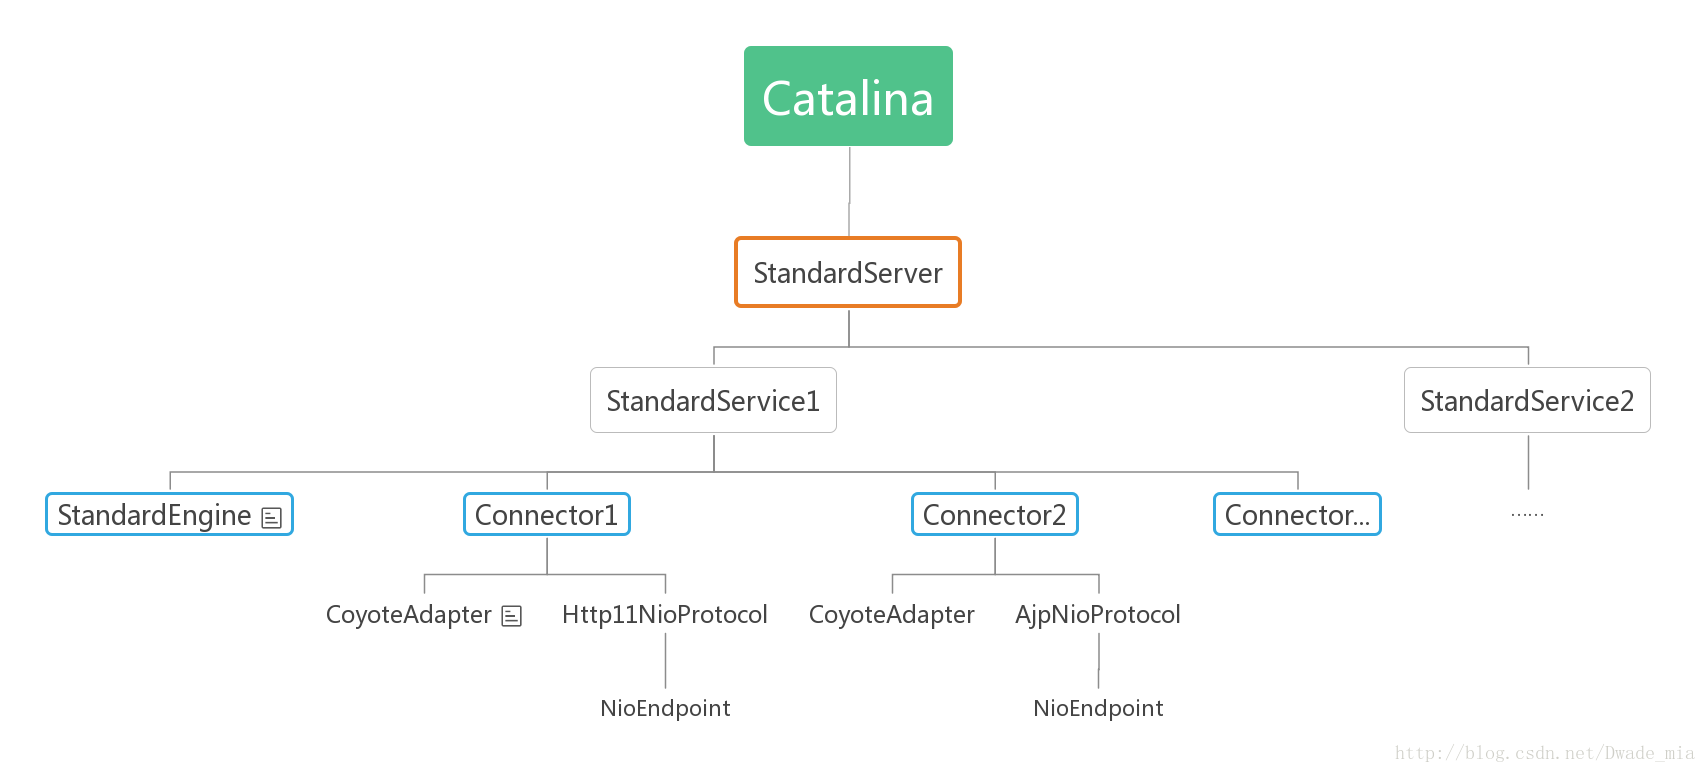 Catalina
StandardServer
StandardService1
StandardService2
StandardEngine
Connector1
Connector2
Connector...
······
CoyoteAdapter
Http11NioProtocol
CoyoteAdapter
AjpNioProtocol
NioEndpoint
NioEndpoint
http://blog.csdn.net/Dwade_mia